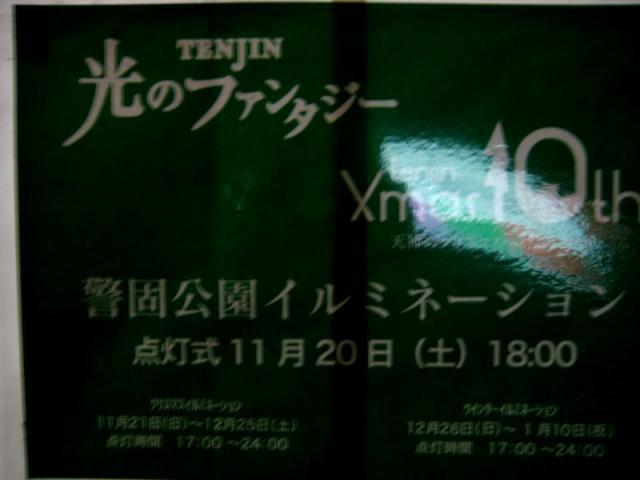 TENJIN
光のファンタジー
Tenjin
Xmas 10th
警固公園イルミネーション
点灯式 11月20日（土）18:00
クリスマスイルミネーション
11月21日(日)～12月25日(土)
点灯時間 17:00～24:00
ウインターイルミネーション
12月26日(日)～1月10日(祝)
点灯時間 17:00～24:00